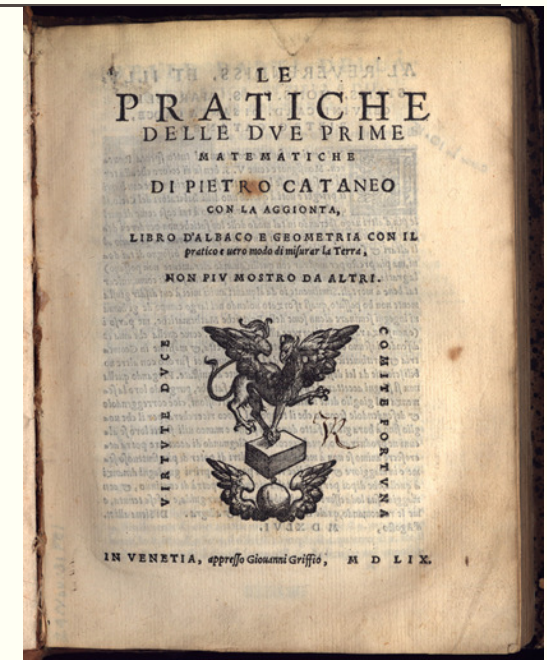 LE
PRATICHE
DELLE DVE PRIME
MATEMATICHE
DI PIETRO CATANEO
CON LA AGGIONTA,
LIBRO D'ALBACO E GEOMETRIA CON IL
pratico e uero modo di misurar la Terra,
NON PIV MOSTRO DA ALTRI.
VIRTVTE DVCE
COMITE FORTVNA
R
IN VENETIA, appresso Giouanni Griffio, M D LIX.